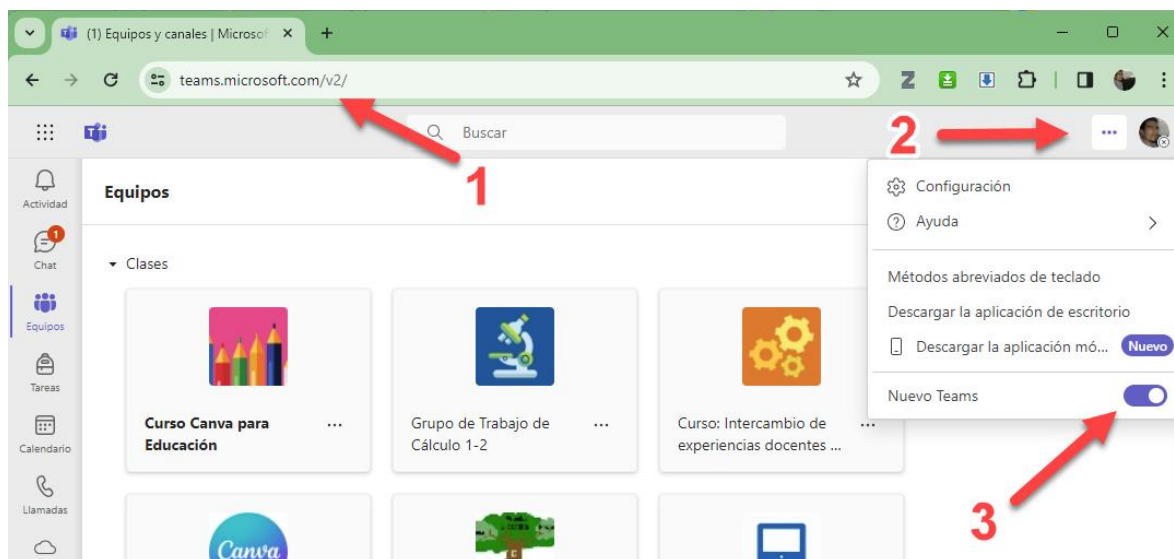 (1) Equipos y canales | Microsof
teams.microsoft.com/v2/
Buscar
2
1
Actividad
Chat
1
Equipos
Tareas
Calendario
Llamadas
Equipos
Clases
Curso Canva para
Educación
Grupo de Trabajo de
Cálculo 1-2
Curso: Intercambio de
experiencias docentes ...
Canva
C
Configuración
Ayuda
Métodos abreviados de teclado
Descargar la aplicación de escritorio
Descargar la aplicación mó... Nuevo
Nuevo Teams
3